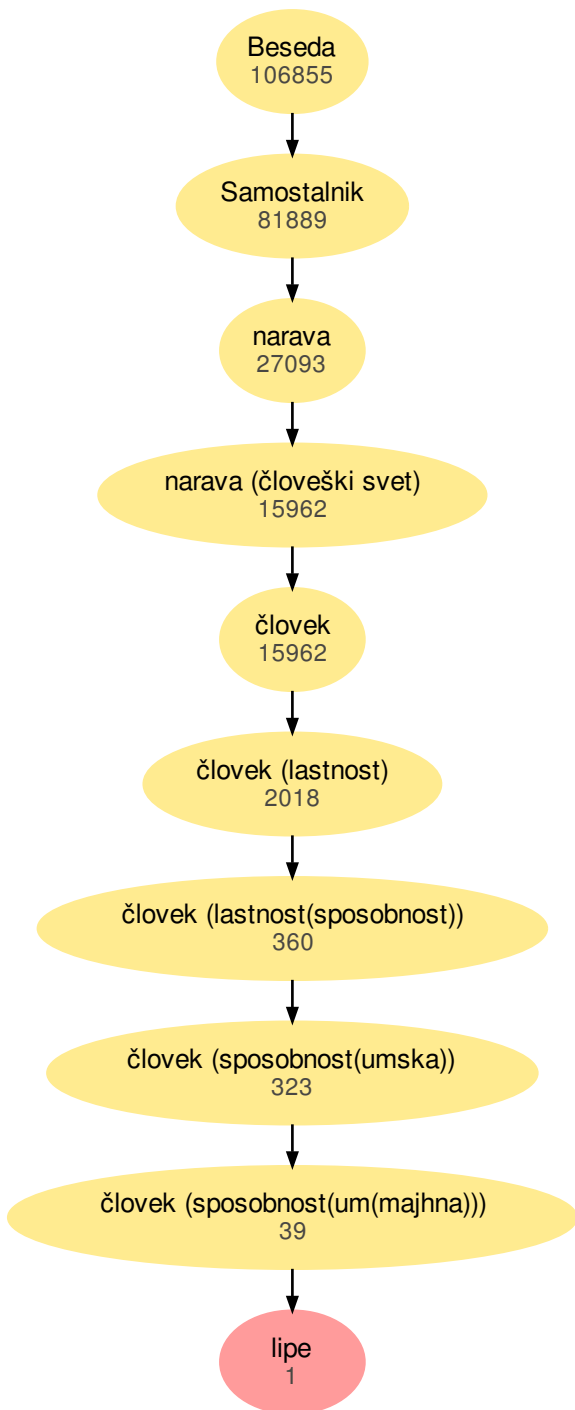 Beseda
106855
Samostalnik
81889
narava
27093
narava (človeški svet)
15962
človek
15962
človek (lastnost)
2018
človek (lastnost(sposobnost))
360
človek (sposobnost(umska))
323
človek (sposobnost(um(majhna)))
39
lipe
1